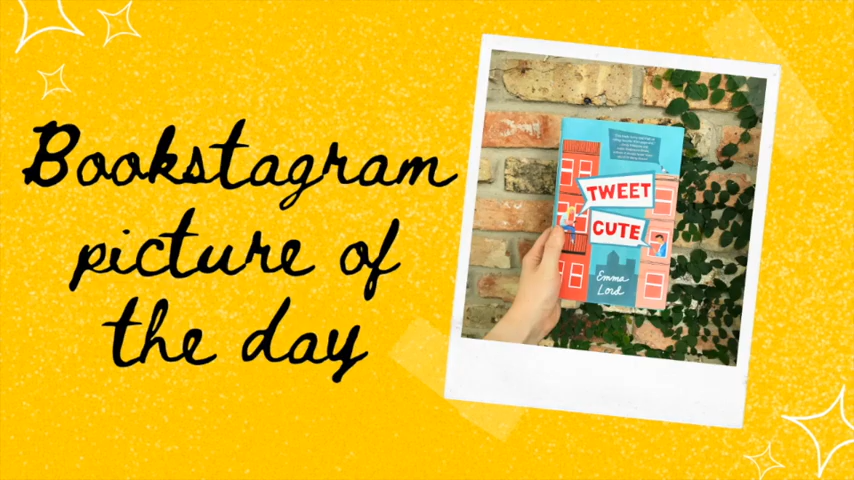 Bookstagram
picture of
the day
TWEET
CUTE
Emma
Lord